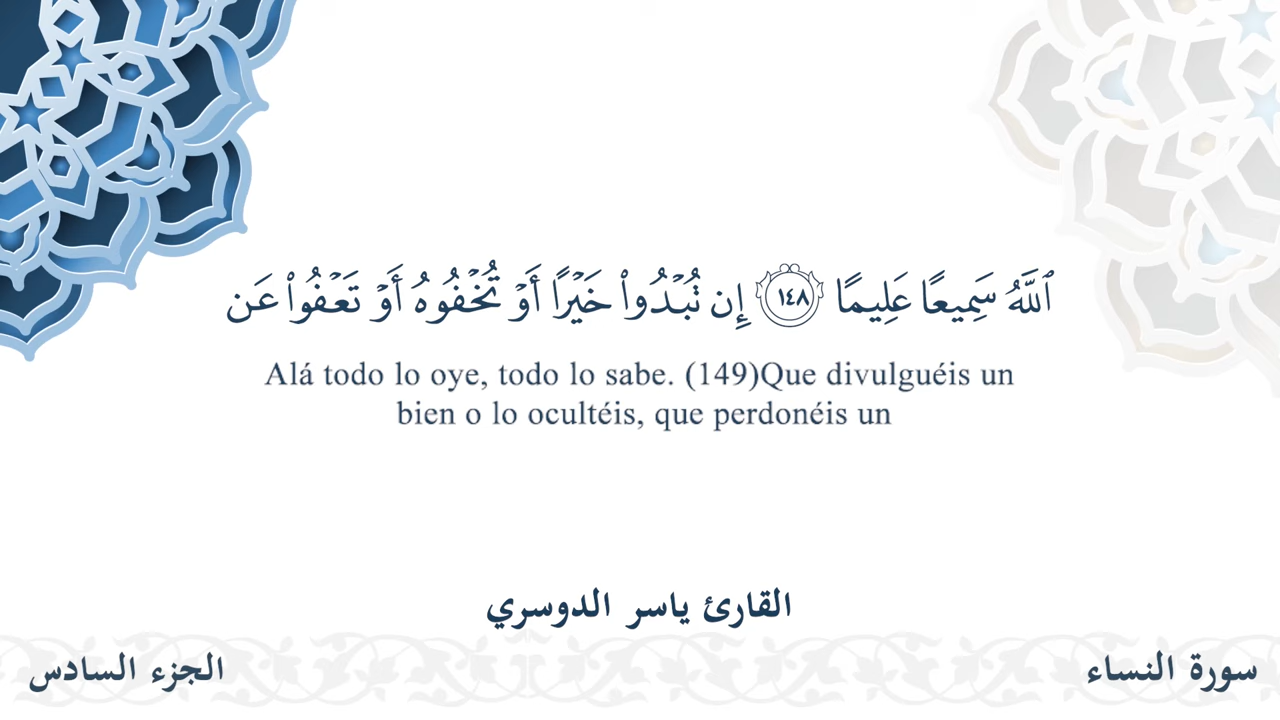 ٱللَّهُ سَمِيعًا عَلِيمًا ١٤٨ إِن تُبۡدُواْ خَيۡرًا أَوۡ تُخۡفُوهُ أَوۡ تَعۡفُواْ عَن
Alá todo lo oye, todo lo sabe. (149)Que divulguéis un
bien o lo ocultéis, que perdonéis un
القارئ ياسر الدوسري
سورة النساء
الجزء السادس